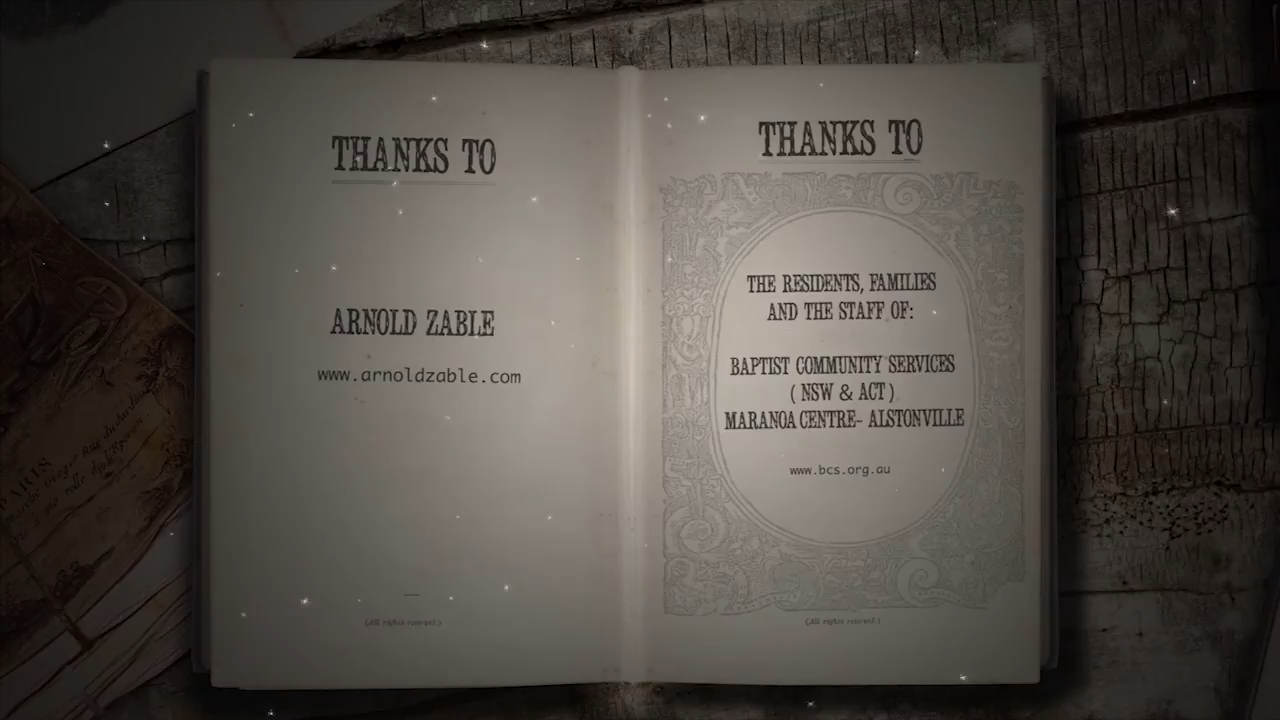 THANKS TO
ARNOLD ZABLE
www.arnoldzable.com
THANKS TO
THE RESIDENTS, FAMILIES
AND THE STAFF OF:
BAPTIST COMMUNITY SERVICES
( NSW & ACT )
MARANOA CENTRE- ALSTONVILLE
www.bcs.org.au